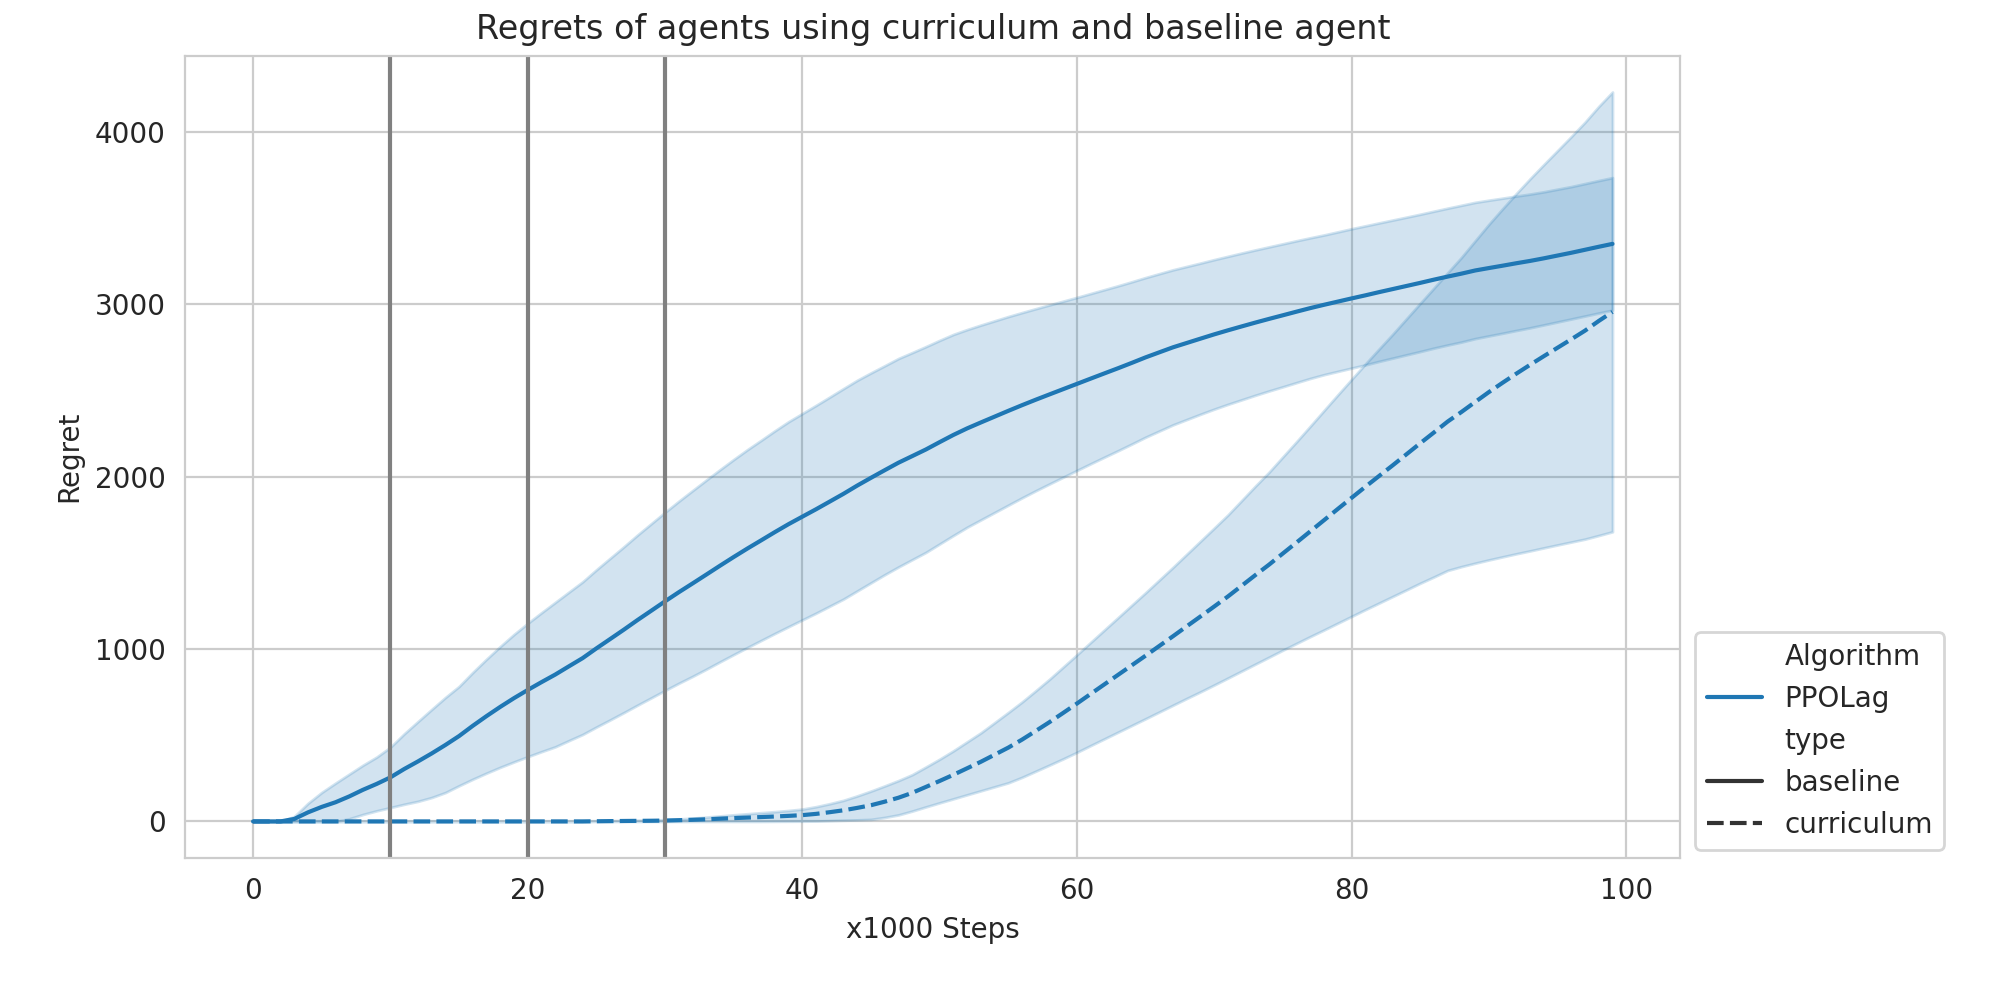 Regrets of agents using curriculum and baseline agent
4000
3000
2000
1000
0
Regret
0 20 40 60 80 100
x1000 Steps
Algorithm
PPOLag
type
baseline
curriculum